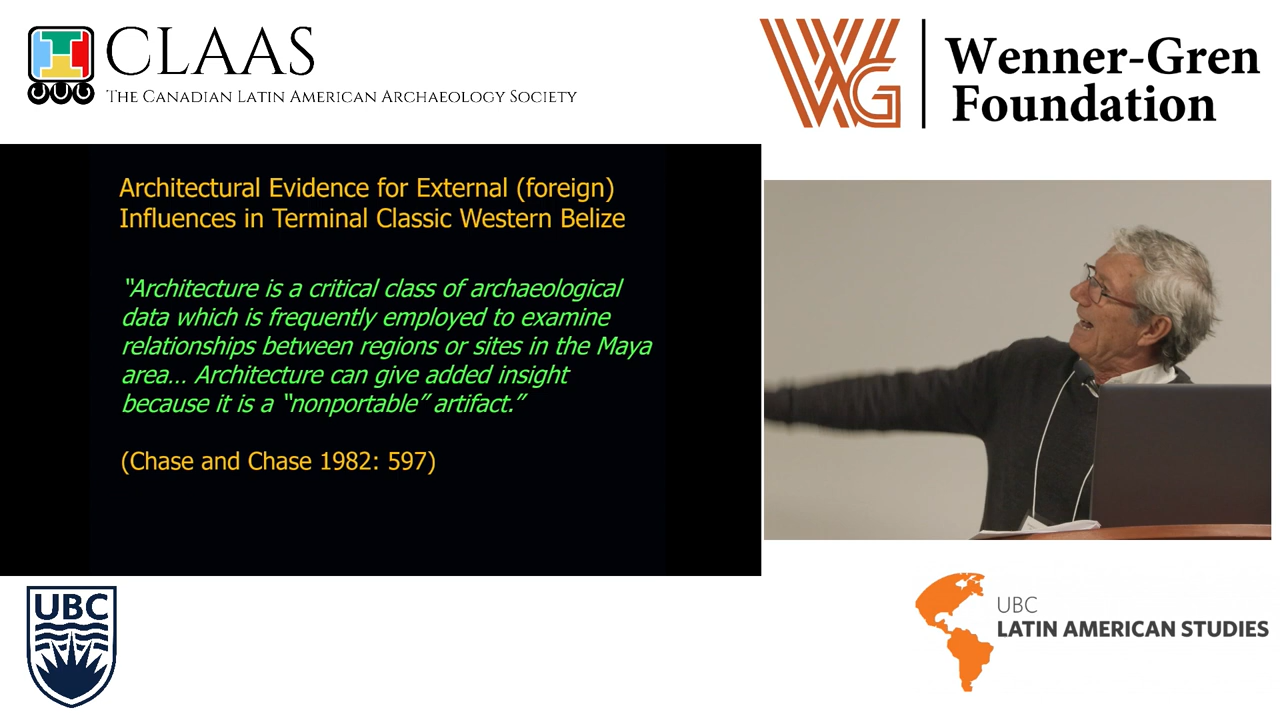 CLAAS
THE CANADIAN LATIN AMERICAN ARCHAEOLOGY SOCIETY
WG
Wenner-Gren
Foundation
Architectural Evidence for External (foreign)
Influences in Terminal Classic Western Belize
“Architecture is a critical class of archaeological
data which is frequently employed to examine
relationships between regions or sites in the Maya
area… Architecture can give added insight
because it is a “nonportable” artifact.”
(Chase and Chase 1982: 597)
UBC
UBC
LATIN AMERICAN STUDIES